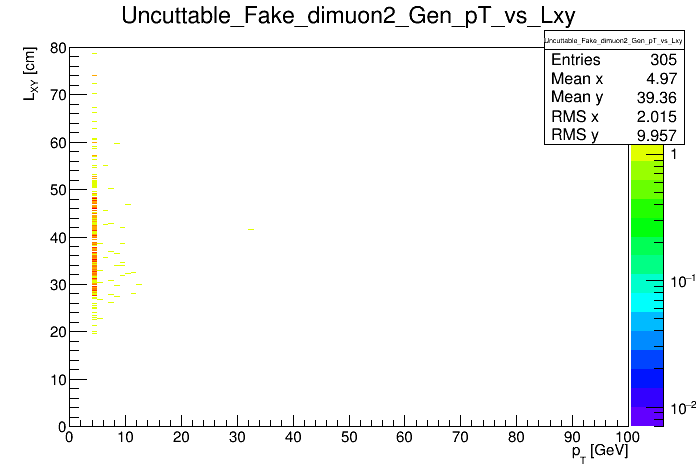 Uncuttable_Fake_dimuon2_Gen_pT_vs_Lxy
Uncuttable_Fake_dimuon2_Gen_pT_vs_Lxy
Entries 305
Mean x 4.97
Mean y 39.36
RMS x 2.015
RMS y 9.957
L_XY [cm]
80
70
60
50
40
30
20
10
0
0 10 20 30 40 50 60 70 80 90 100
p_T [GeV]
1
10^-1
10^-2